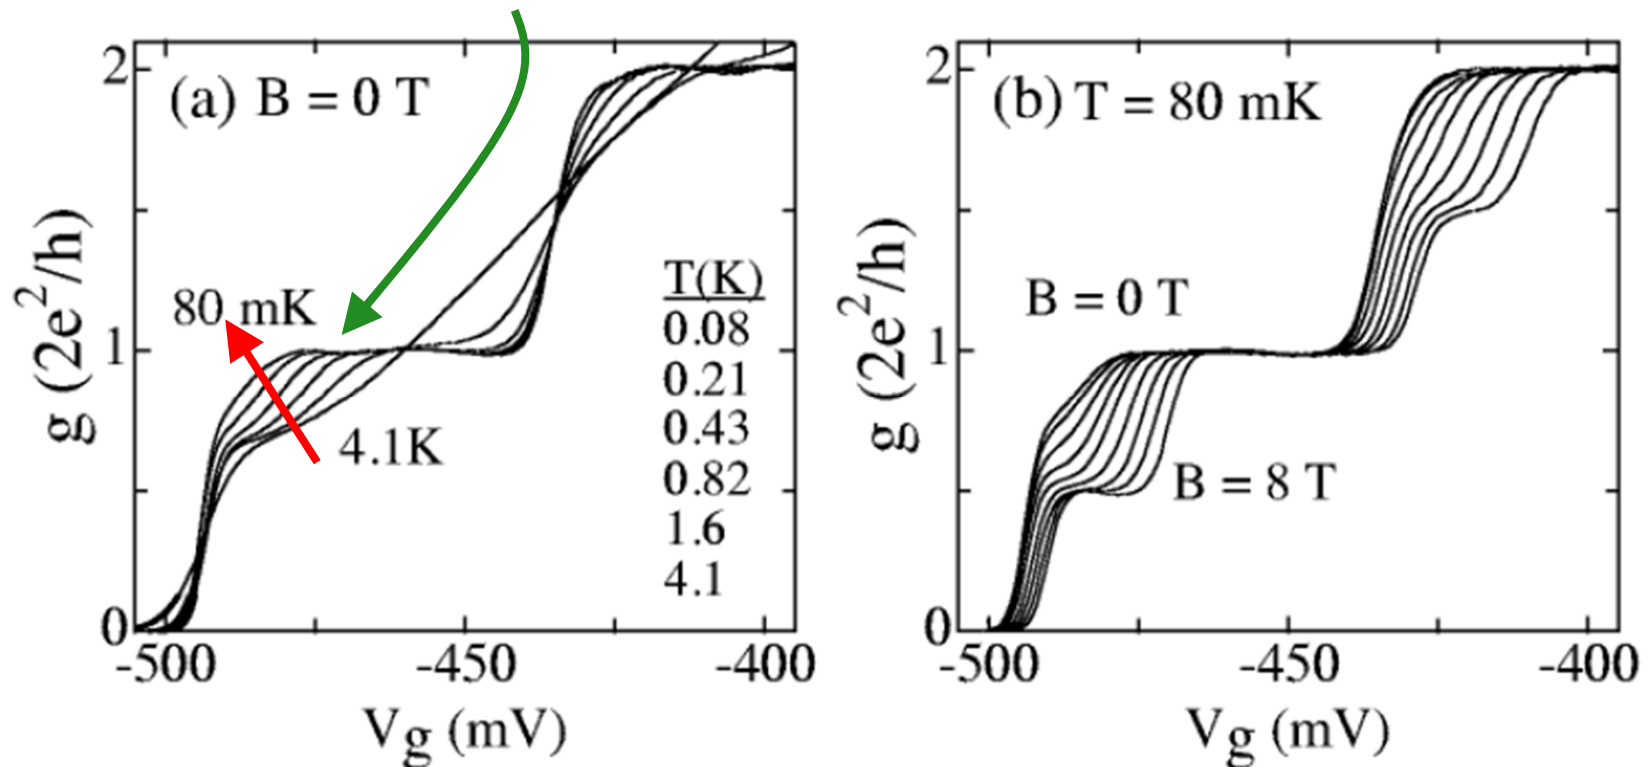 (a) B = 0 T
2
1
0
g (2e²/h)
80 mK
4.1K
T(K)
0.08
0.21
0.43
0.82
1.6
4.1
-500
-450
-400
Vg (mV)
(b) T = 80 mK
2
1
0
g (2e²/h)
B = 0 T
B = 8 T
-500
-450
-400
Vg (mV)